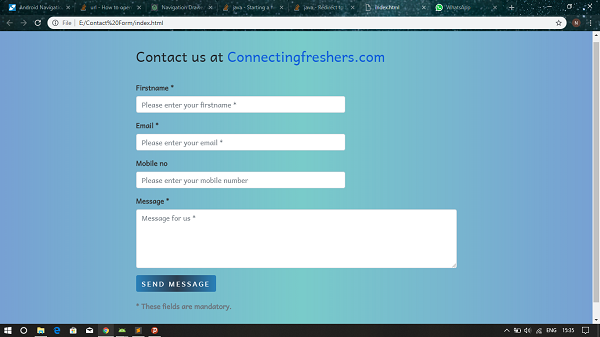 Android Navigati
url - How to ope
Navigation Draw
java - Starting a f
java - Redirect to
Index.html
WhatsApp
File | E:/Contact%20Form/index.html
N
Contact us at Connectingfreshers.com
Firstname *
Please enter your firstname *
Email *
Please enter your email *
Mobile no
Please enter your mobile number
Message *
Message for us *
SEND MESSAGE
* These fields are mandatory.
ENG 15:35